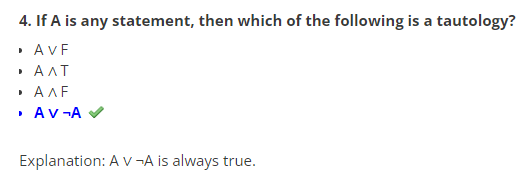 4. If A is any statement, then which of the following is a tautology?
A ∨ F
A ∧ T
A ∧ F
A ∨ ¬A
Explanation: A ∨ ¬A is always true.